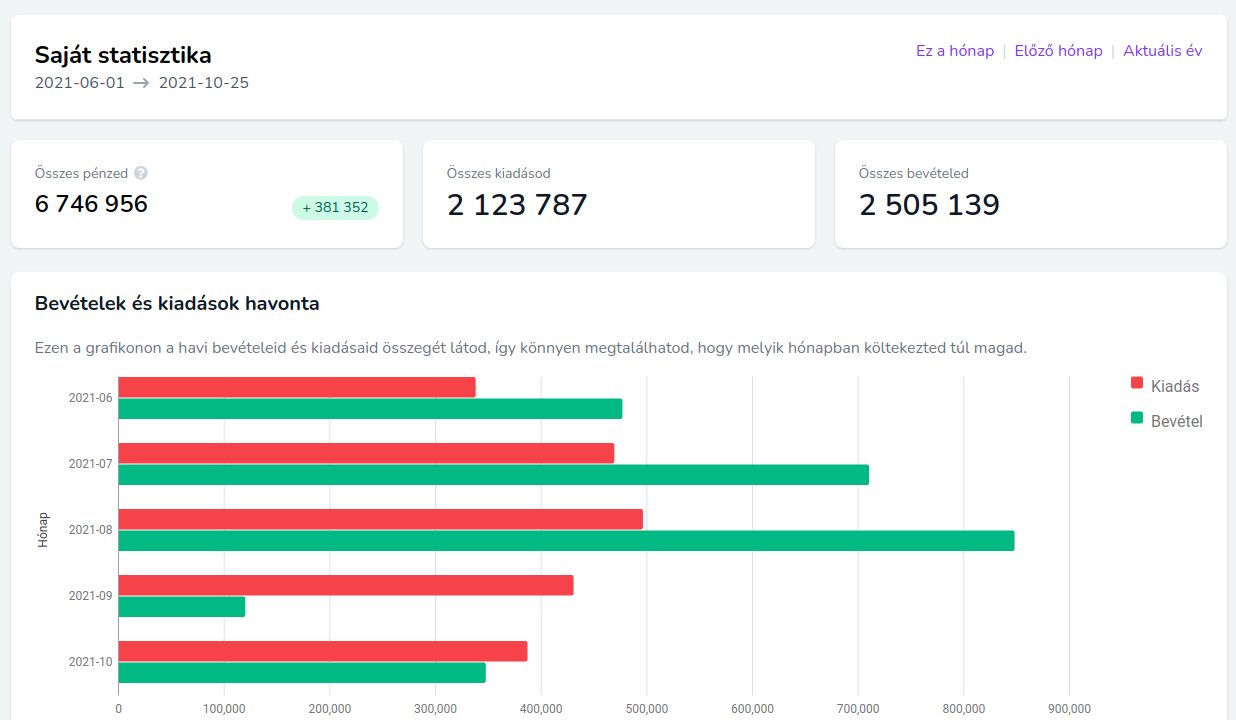 Saját statisztika
2021-06-01 → 2021-10-25
Ez a hónap | Előző hónap | Aktuális év
Összes pénzed ?
6 746 956
+ 381 352
Összes kiadásod
2 123 787
Összes bevételed
2 505 139
Bevételek és kiadások havonta
Ezen a grafikonon a havi bevételeid és kiadásaid összegét látod, így könnyen megtalálhatod, hogy melyik hónapban költekezted túl magad.
Kiadás
Bevétel
Hónap
2021-06
2021-07
2021-08
2021-09
2021-10
0 100,000 200,000 300,000 400,000 500,000 600,000 700,000 800,000 900,000